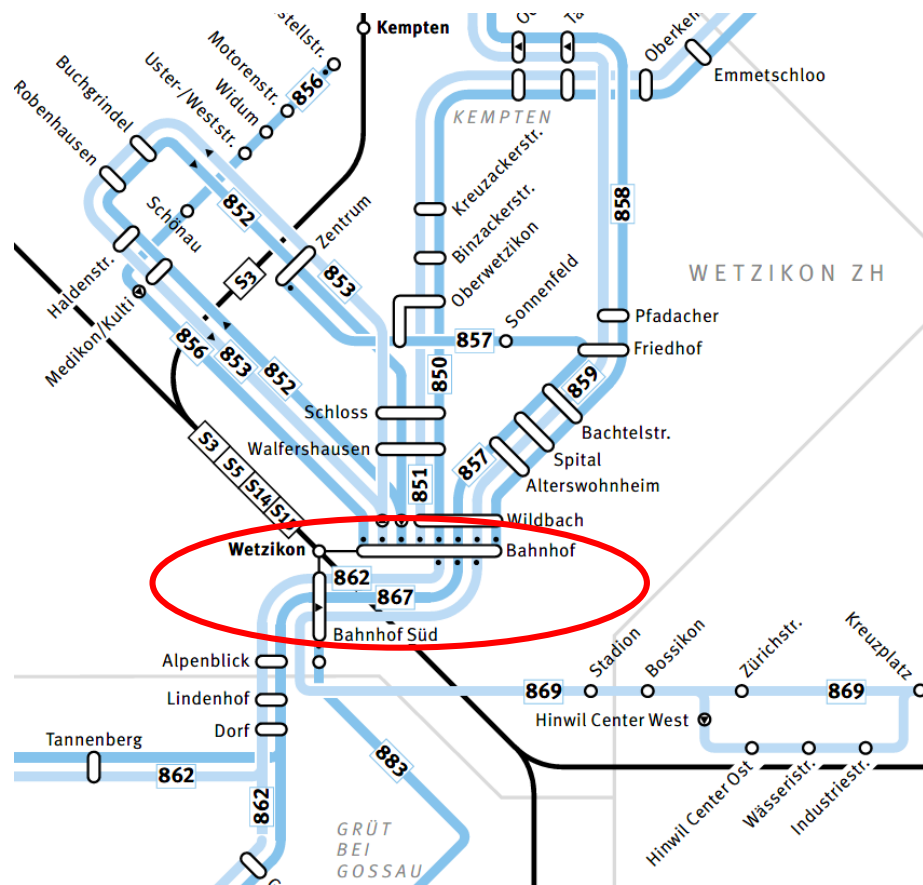 Kempten
Motorenstr.
856
Widum
Uster-/Weststr.
Buchgrindel
Robenhausen
Oberken
Emmetschloo
KEMPTEN
Kreuzackerstr.
Binzackerstr.
Oberwetzikon
858
852
Schönau
Zentrum
S3
853
Haldenstr.
Medikon/Kulti
WETZIKON ZH
Sonnenfeld
857
Pfadacher
Friedhof
856
853
852
850
859
Schloss
Walfershausen
Bachtelstr.
Spital
Alterswohnheim
857
851
S3
S5
S14
Wildbach
Wetzikon
Bahnhof
862
867
Bahnhof Süd
Alpenblick
Lindenhof
Dorf
Stadion
Bossikon
Zürichstr.
Kreuzplatz
869
869
Hinwil Center West
Hinwil Center Ost
Wässeristr.
Industriestr.
Tannenberg
862
862
883
GRÜT
BEI
GOSSAU